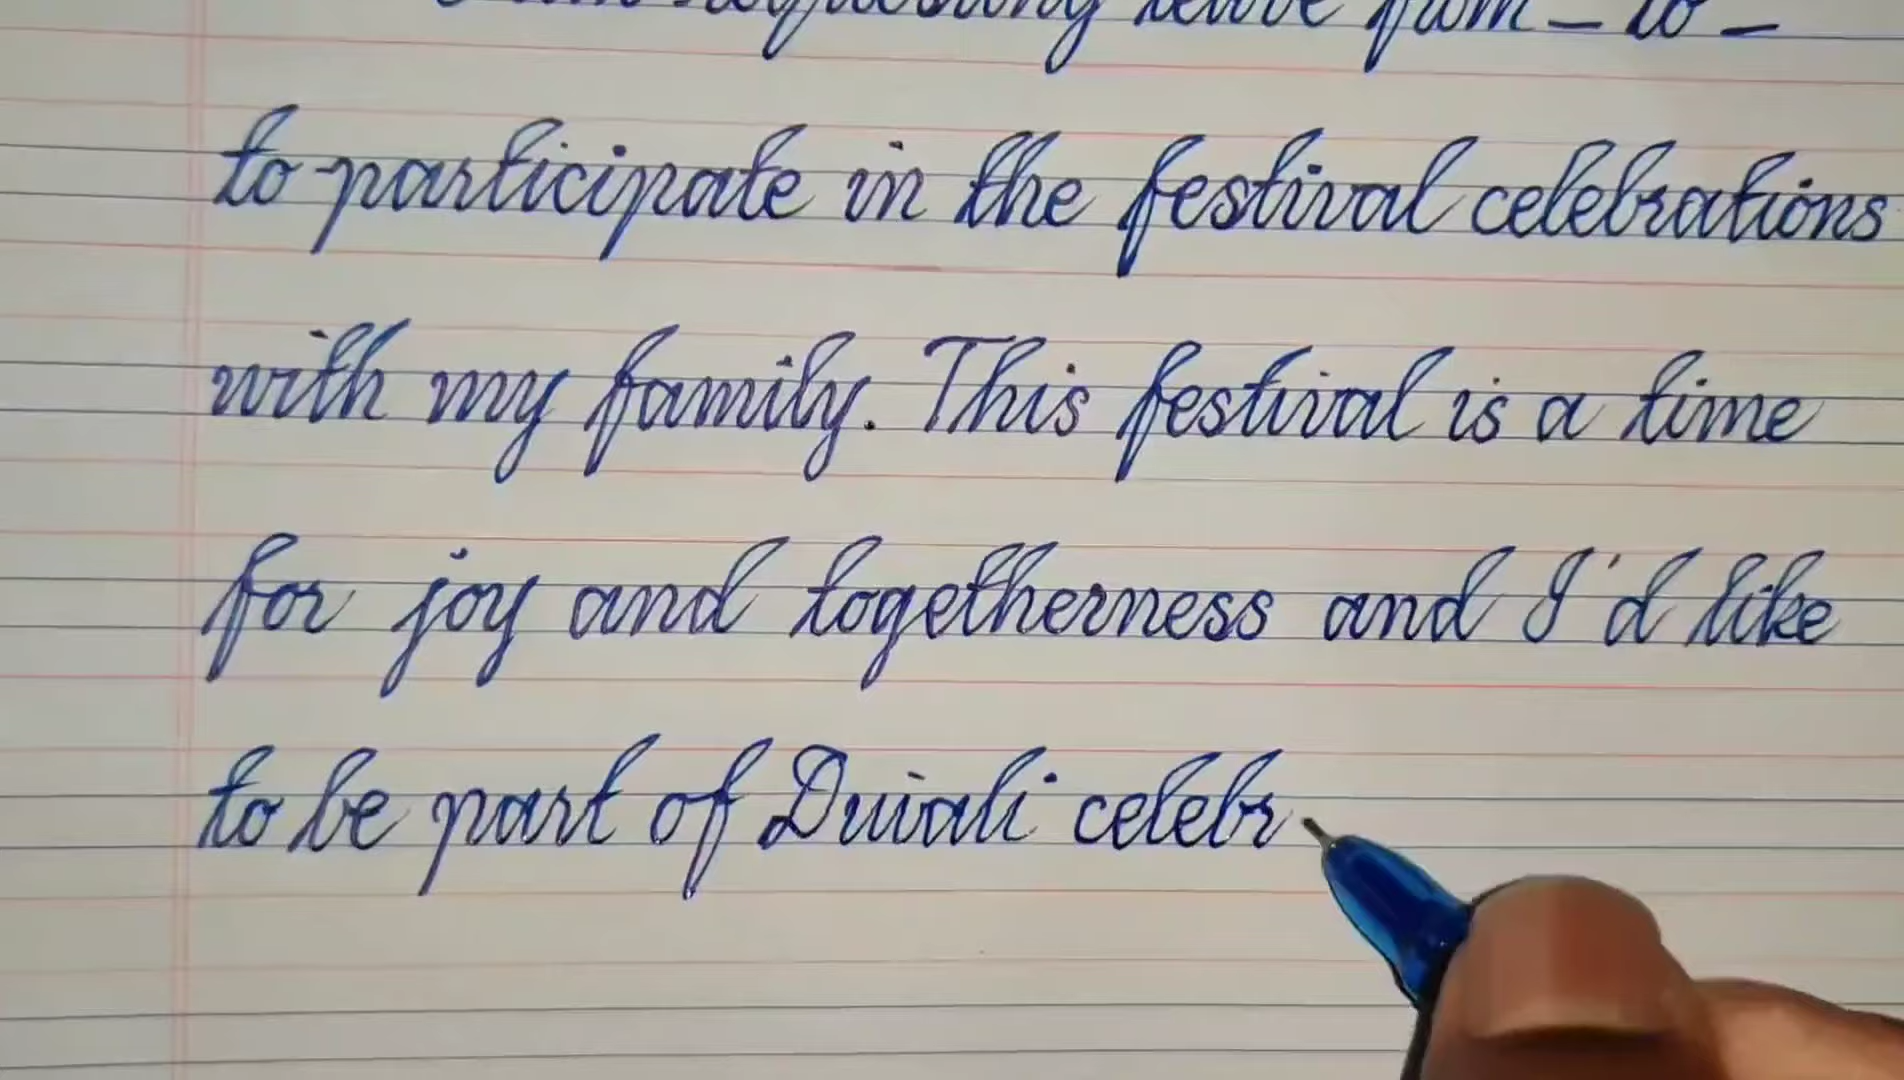 requesting leave from _ to _
to participate in the festival celebrations
with my family. This festival is a time
for joy and togetherness and I'd like
to be part of Diwali celebr